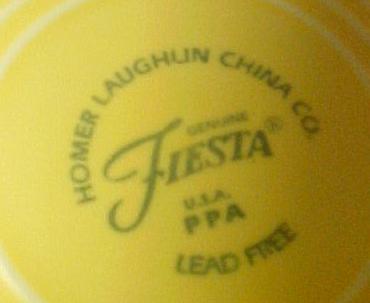 HOMER LAUGHLIN CHINA CO.
GENUINE
FIESTA®
U.S.A.
PPA
LEAD FREE